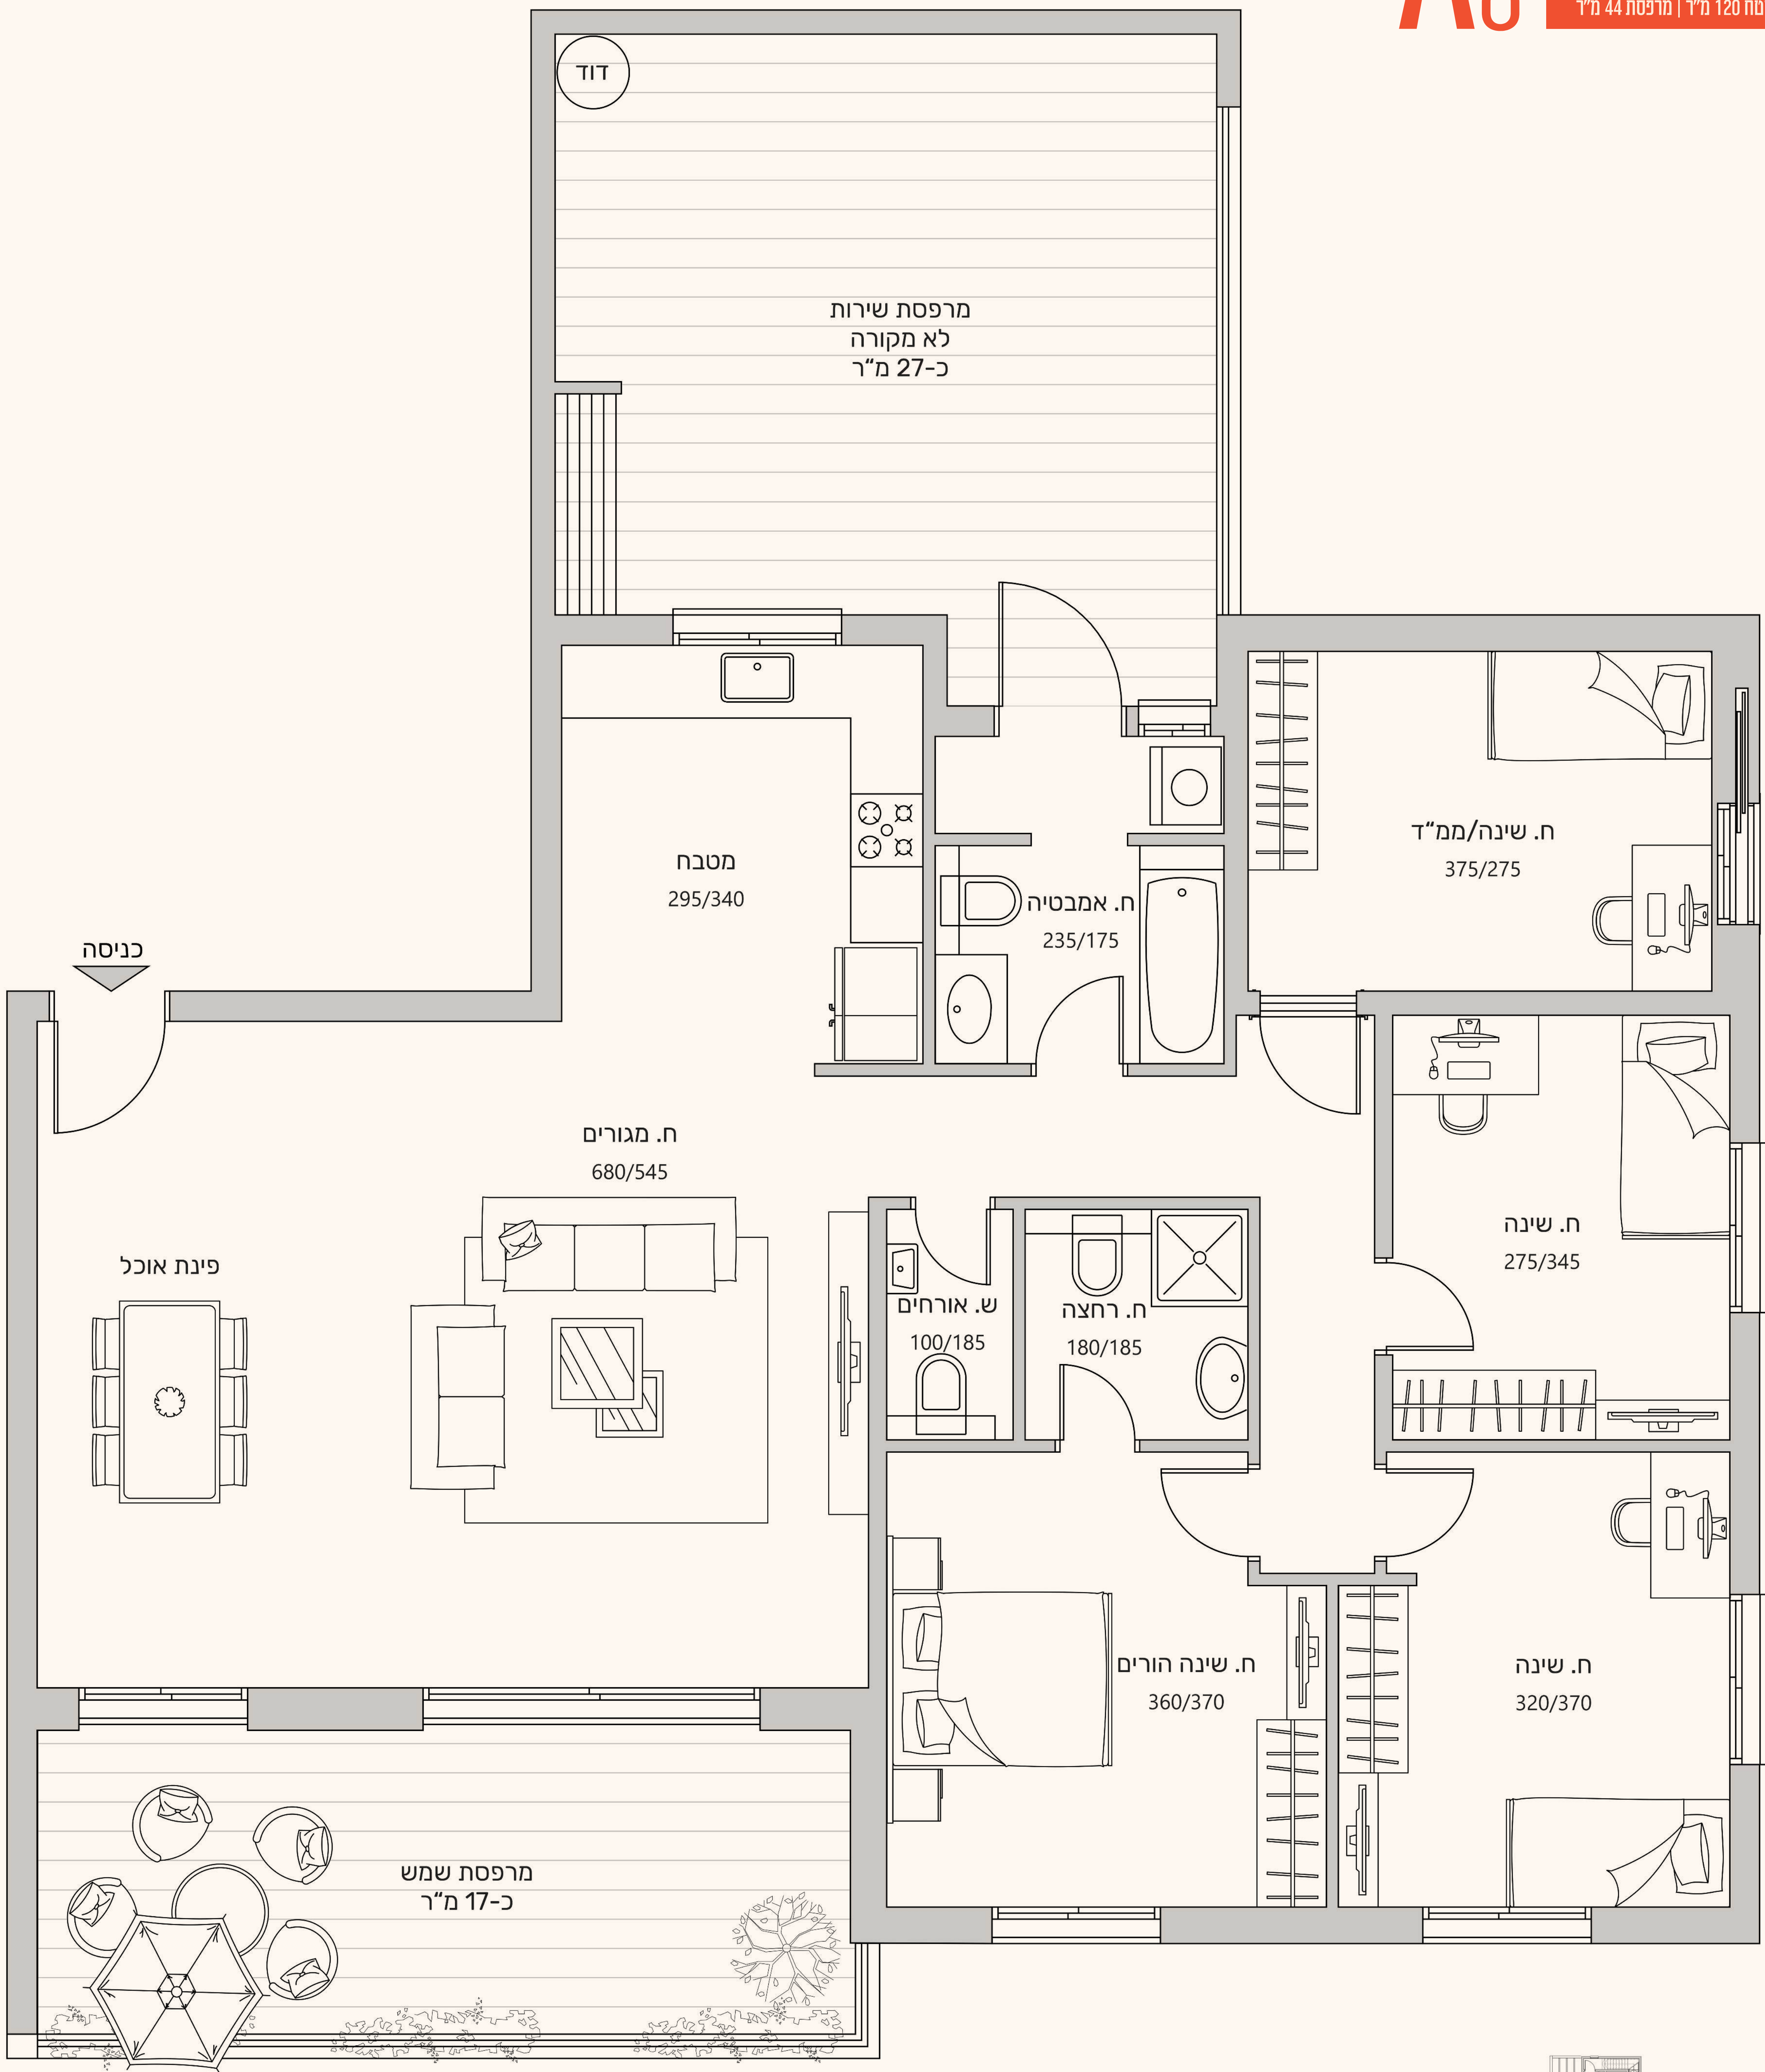 טח 120 מ"ר | מרפסת 44 מ"ר
דוד
מרפסת שירות
לא מקורה
כ-27 מ"ר
מטבח
295/340
ח. אמבטיה
235/175
ח. שינה/ממ"ד
375/275
כניסה
ח. מגורים
680/545
פינת אוכל
ש. אורחים
100/185
ח. רחצה
180/185
ח. שינה
275/345
ח. שינה הורים
360/370
ח. שינה
320/370
מרפסת שמש
כ-17 מ"ר